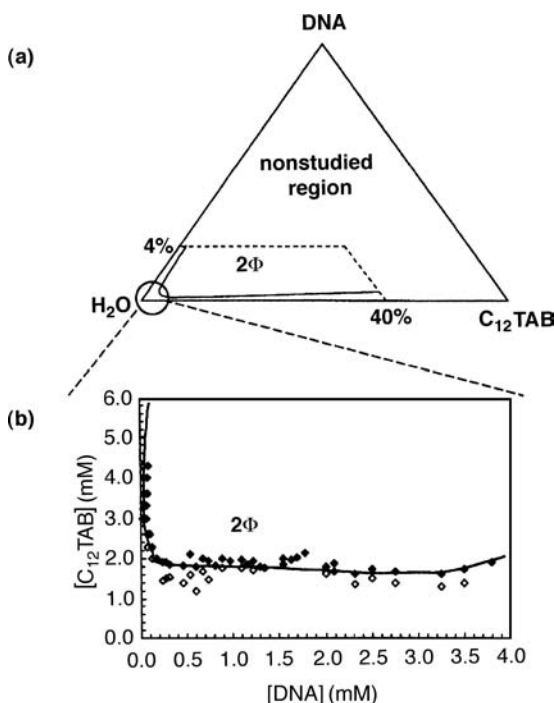 (a)
DNA
nonstudied
region
4%
2Φ
H₂O
40%
C₁₂TAB
(b)
[C₁₂TAB] (mM)
6.0
5.0
4.0
3.0
2.0
1.0
0.0
2Φ
0.0 0.5 1.0 1.5 2.0 2.5 3.0 3.5 4.0
[DNA] (mM)